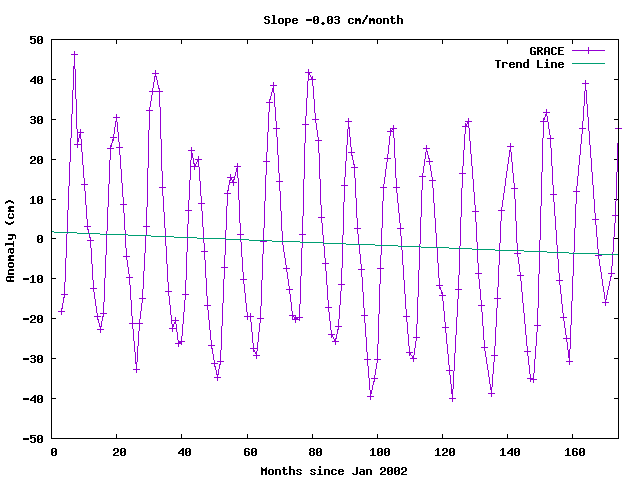 Slope -0.03 cm/month
GRACE
Trend Line
50
40
30
20
10
0
-10
-20
-30
-40
-50
Anomaly (cm)
0 20 40 60 80 100 120 140 160
Months since Jan 2002